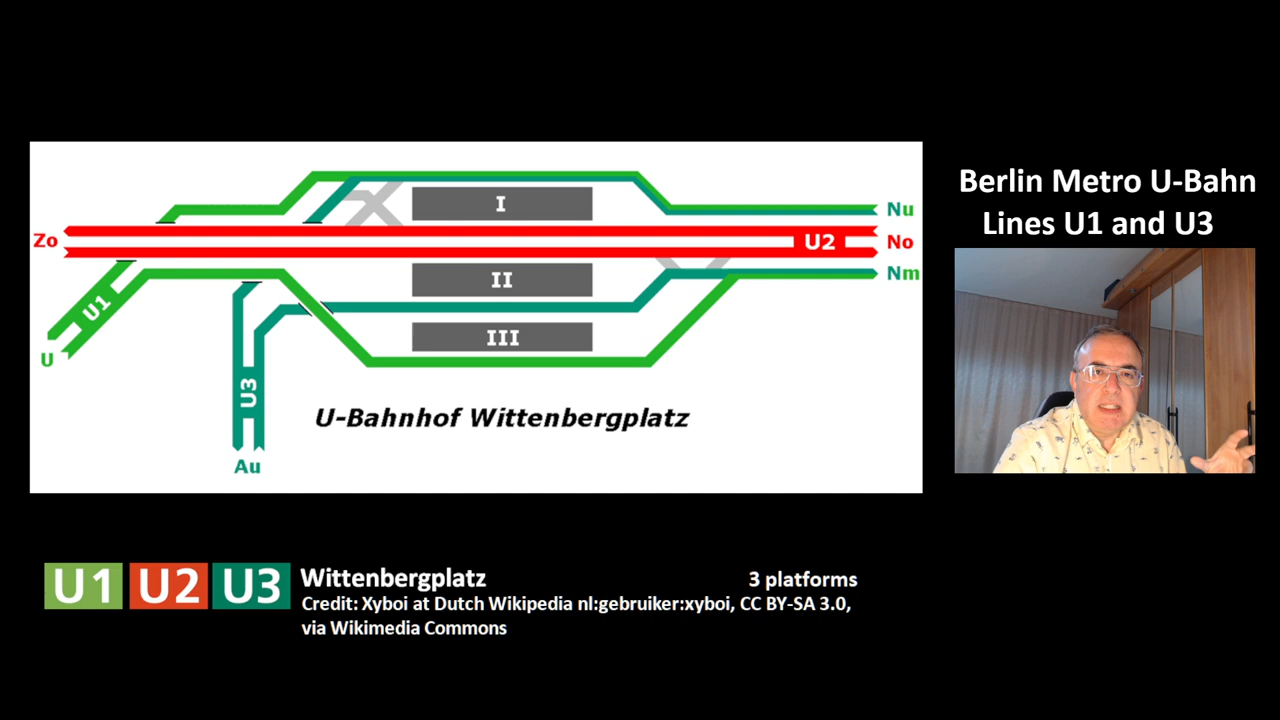 Berlin Metro U-Bahn
Lines U1 and U3
I
Nu
Zo
U2
No
II
Nm
U1
III
U
U3
U-Bahnhof Wittenbergplatz
Au
U1 U2 U3 Wittenbergplatz 3 platforms
Credit: Xyboi at Dutch Wikipedia nl:gebruiker:xyboi, CC BY-SA 3.0,
via Wikimedia Commons